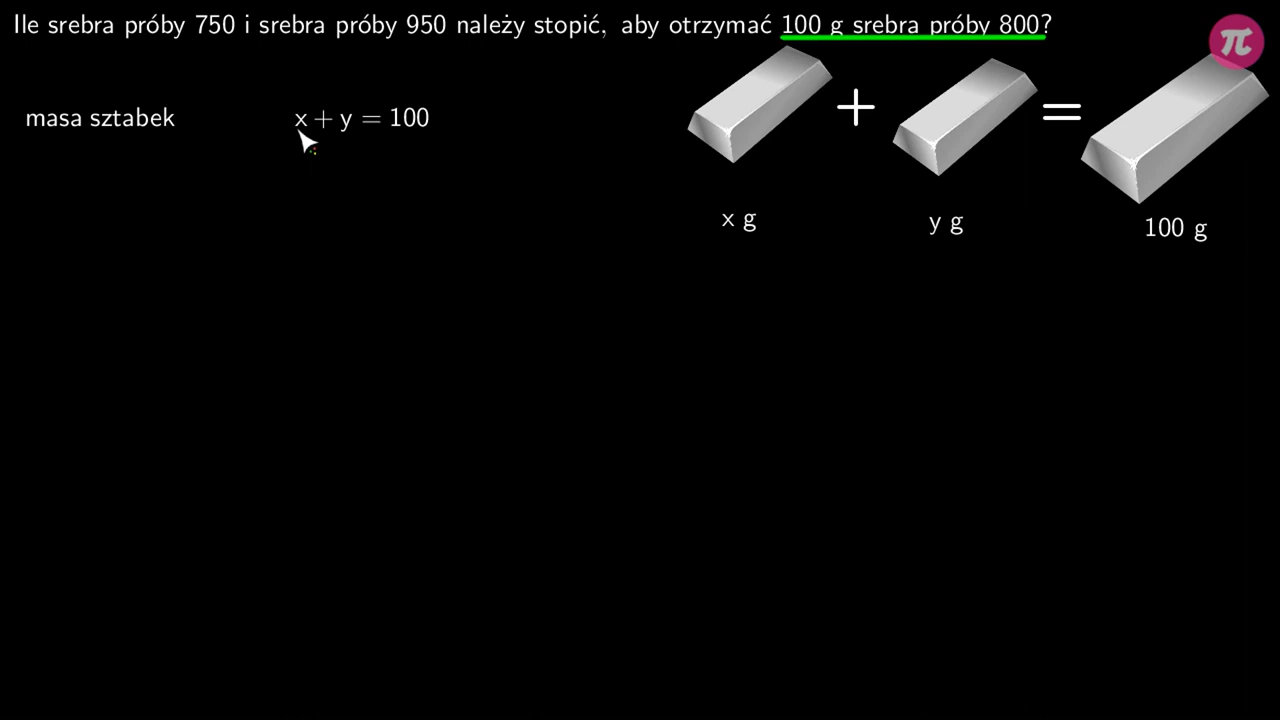 Ile srebra próby 750 i srebra próby 950 należy stopić, aby otrzymać 100 g srebra próby 800?
π
masa sztabek x + y = 100
+ =
x g y g 100 g